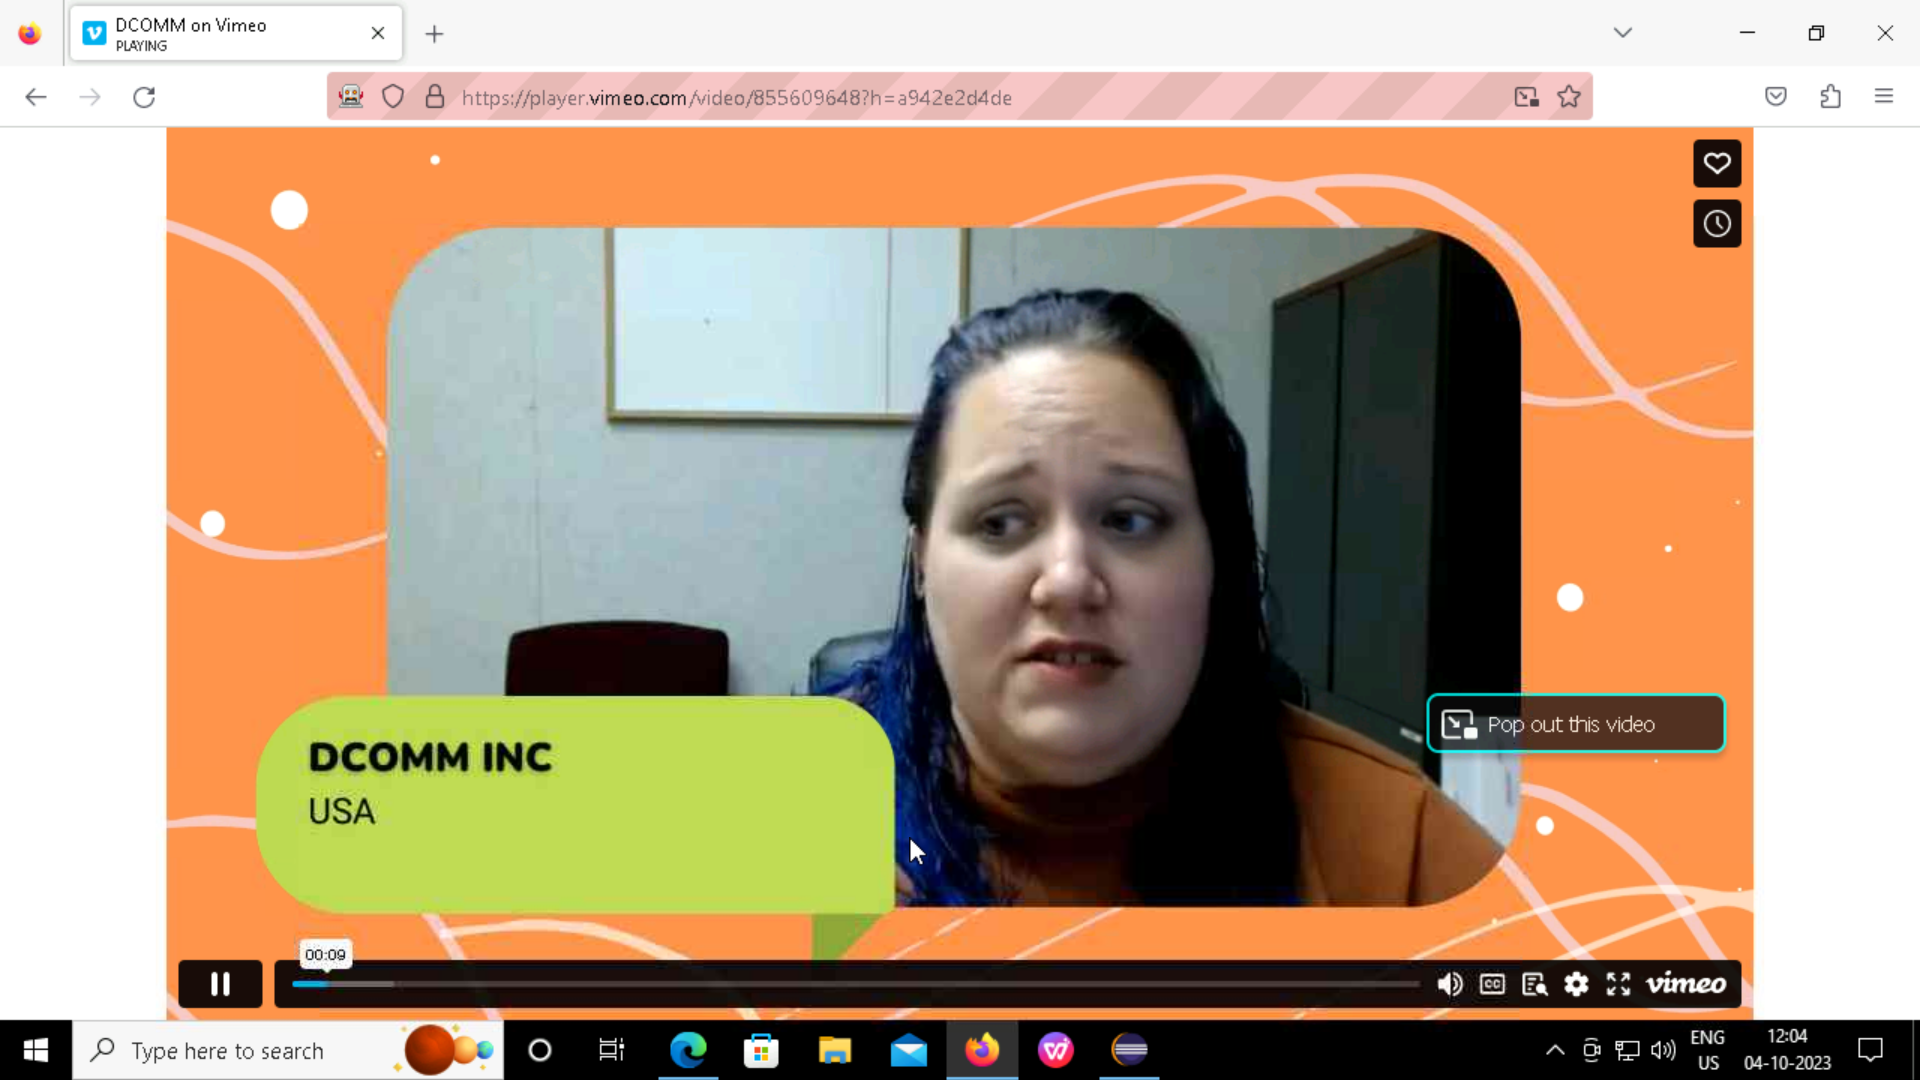 DCOMM on Vimeo
PLAYING
https://player.vimeo.com/video/855609648?h=a942e2d4de
Pop out this video
DCOMM INC
USA
00:09
CC
vimeo
Type here to search
ENG
US
12:04
04-10-2023